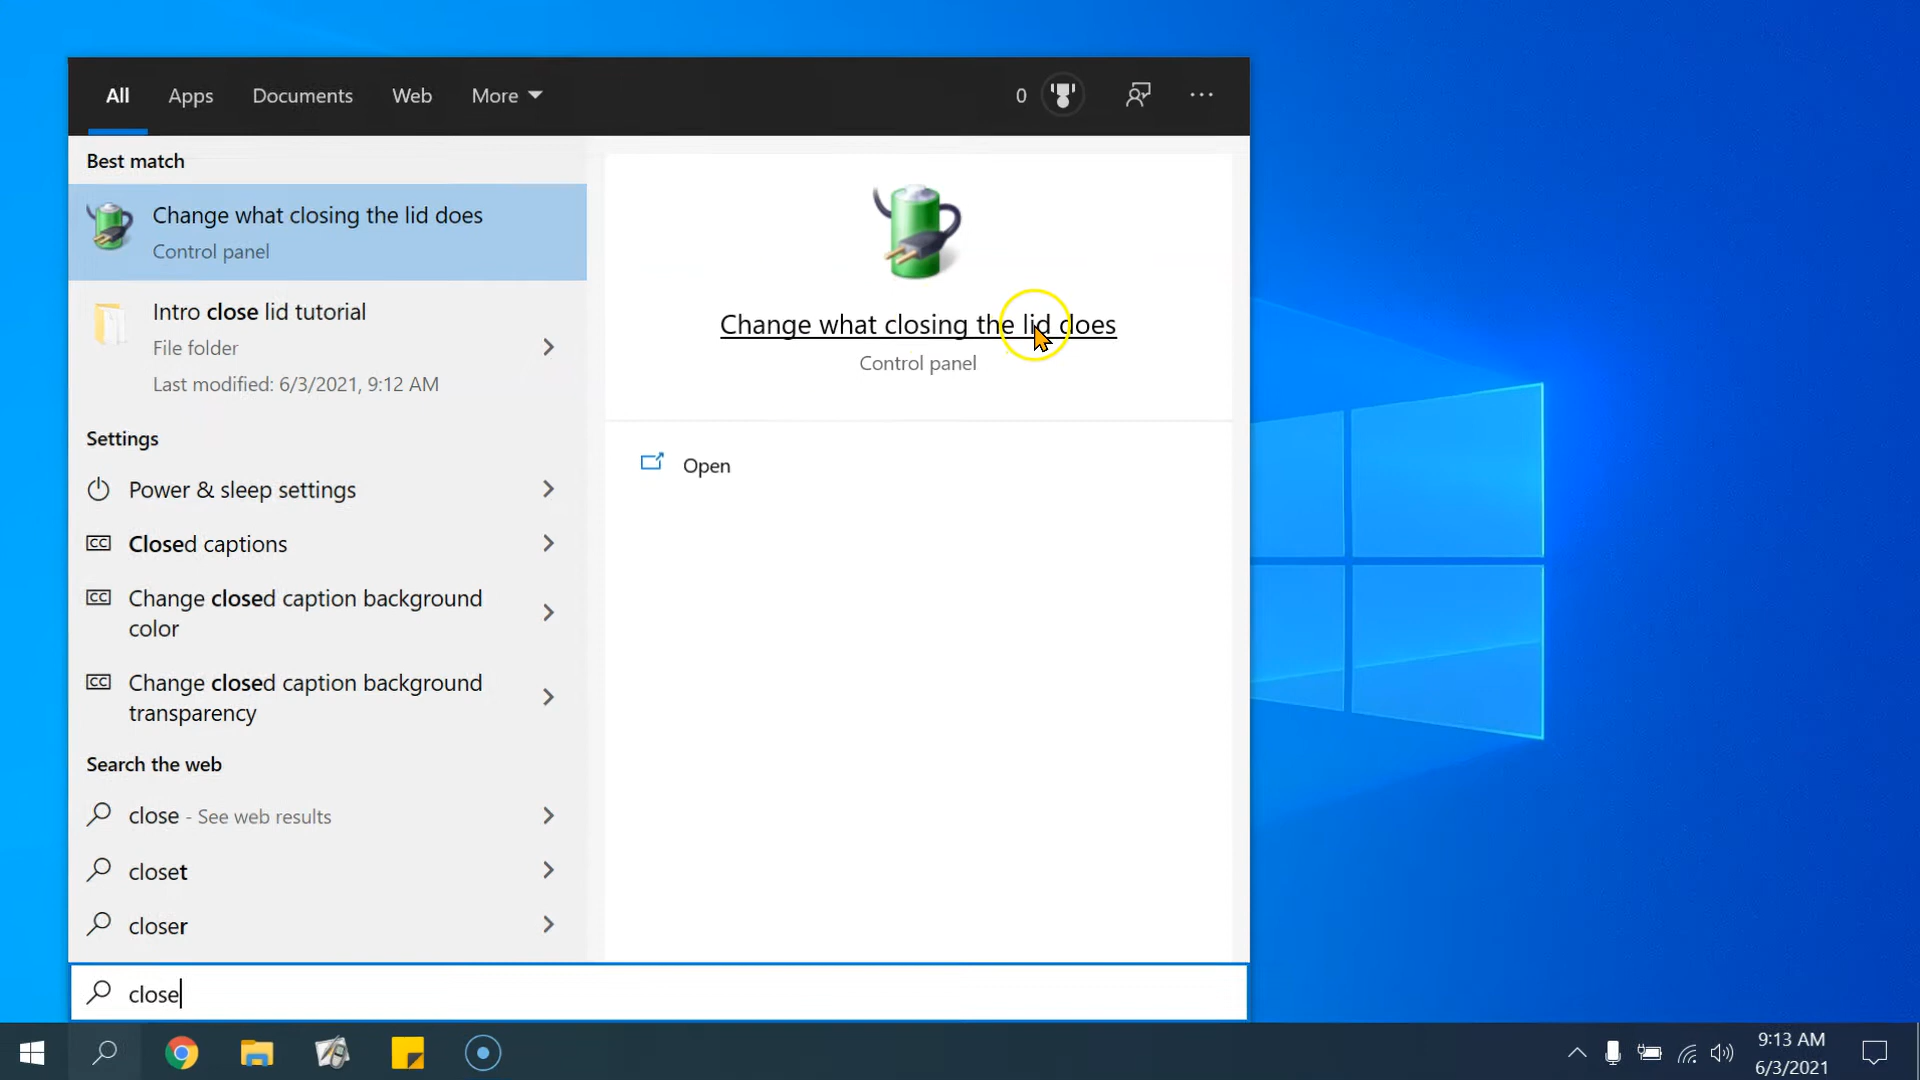 All Apps Documents Web More 0
Best match
Change what closing the lid does
Control panel
Intro close lid tutorial
File folder
Last modified: 6/3/2021, 9:12 AM
Settings
Power & sleep settings
CC Closed captions
CC Change closed caption background
color
CC Change closed caption background
transparency
Search the web
close - See web results
closet
closer
close
Change what closing the lid does
Control panel
Open
9:13 AM
6/3/2021